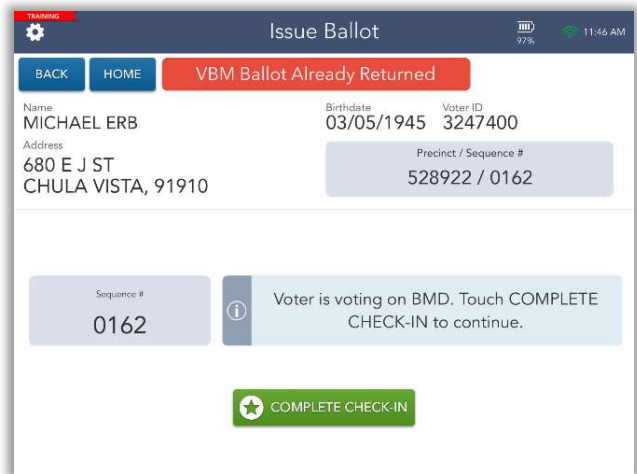 TRAINING
Issue Ballot
97%
11:46 AM
BACK
HOME
VBM Ballot Already Returned
Name
MICHAEL ERB
Birthdate
03/05/1945
Voter ID
3247400
Address
680 E J ST
CHULA VISTA, 91910
Precinct / Sequence #
528922 / 0162
Sequence #
0162
Voter is voting on BMD. Touch COMPLETE
CHECK-IN to continue.
COMPLETE CHECK-IN